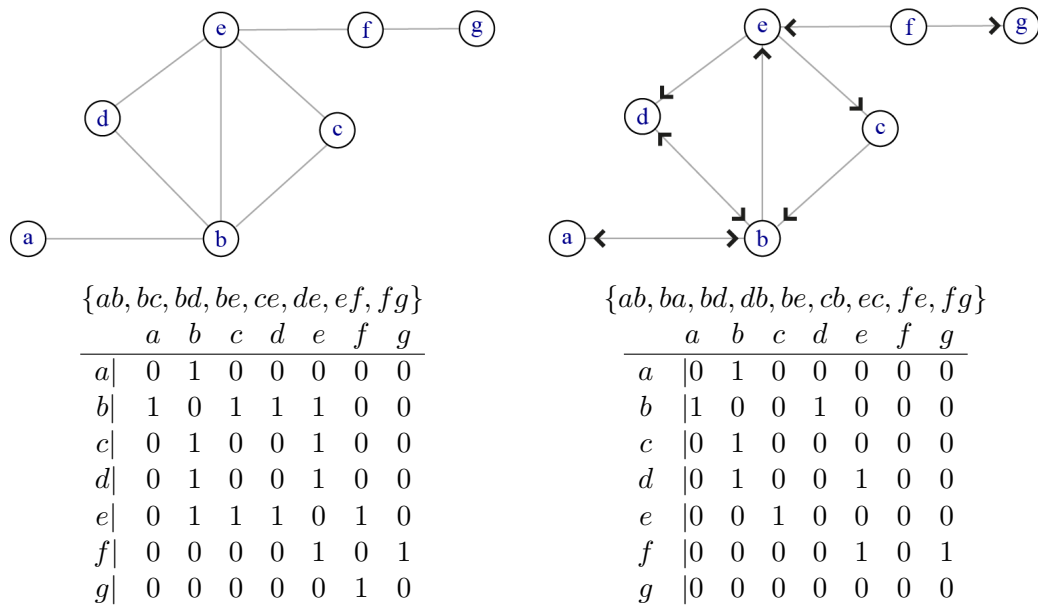 e f g
d
c
a b
{ab, bc, bd, be, ce, de, ef, fg}
a b c d e f g
a| 0 1 0 0 0 0 0
b| 1 0 1 1 1 0 0
c| 0 1 0 0 1 0 0
d| 0 1 0 0 1 0 0
e| 0 1 1 1 0 1 0
f| 0 0 0 0 1 0 1
g| 0 0 0 0 0 1 0
e f g
d
c
a b
{ab, ba, bd, db, be, cb, ec, fe, fg}
a b c d e f g
a |0 1 0 0 0 0 0
b |1 0 0 1 0 0 0
c |0 1 0 0 0 0 0
d |0 1 0 0 1 0 0
e |0 0 1 0 0 0 0
f |0 0 0 0 1 0 1
g |0 0 0 0 0 0 0